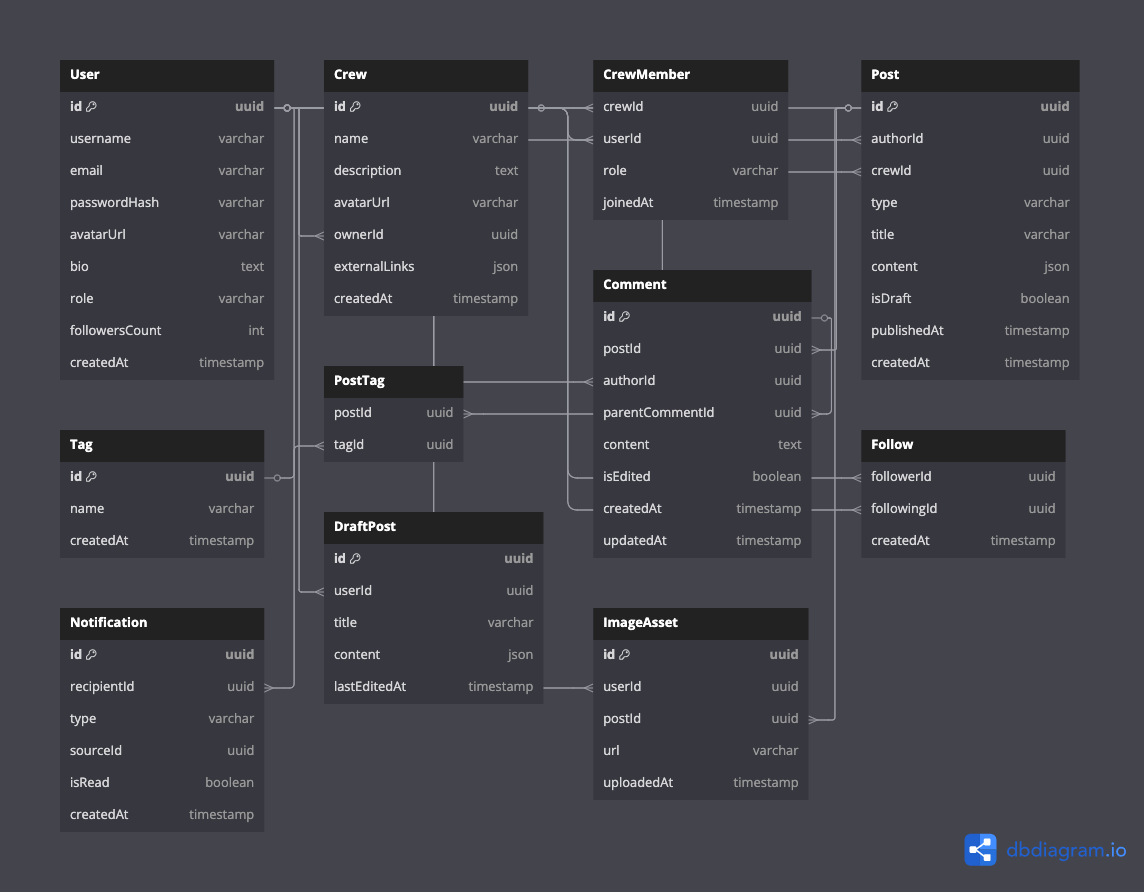 User
id uuid
username varchar
email varchar
passwordHash varchar
avatarUrl varchar
bio text
role varchar
followersCount int
createdAt timestamp
Crew
id uuid
name varchar
description text
avatarUrl varchar
ownerId uuid
externalLinks json
createdAt timestamp
CrewMember
crewId uuid
userId uuid
role varchar
joinedAt timestamp
Post
id uuid
authorId uuid
crewId uuid
type varchar
title varchar
content json
isDraft boolean
publishedAt timestamp
createdAt timestamp
Comment
id uuid
postId uuid
authorId uuid
parentCommentId uuid
content text
isEdited boolean
createdAt timestamp
updatedAt timestamp
PostTag
postId uuid
tagId uuid
Tag
id uuid
name varchar
createdAt timestamp
Follow
followerId uuid
followingId uuid
createdAt timestamp
DraftPost
id uuid
userId uuid
title varchar
content json
lastEditedAt timestamp
Notification
id uuid
recipientId uuid
type varchar
sourceId uuid
isRead boolean
createdAt timestamp
ImageAsset
id uuid
userId uuid
postId uuid
url varchar
uploadedAt timestamp
dbdiagram.io